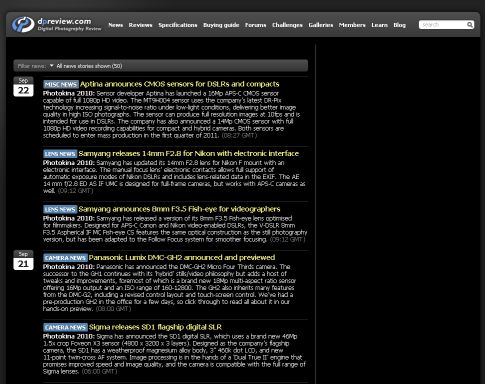 dpreview.com
Digital Photography Review
News Reviews Specifications Buying guide Forums Challenges Galleries Members Learn Blog
search
Filter news: All news stories shown (50)
Sep
22
MISC NEWS Aptina announces CMOS sensors for DSLRs and compacts
Photokina 2010: Sensor developer Aptina has launched a 16Mp APS-C CMOS sensor
capable of full 1080p HD video. The MT9H004 sensor uses the company's latest DR-Pix
technology increasing signal-to-noise ratio under low-light conditions, delivering better image
quality in high ISO photographs. The sensor can produce full resolution images at 10fps and is
intended for use in DSLRs. The company has also announced a 14Mp CMOS sensor with full
1080p HD video recording capabilities for compact and hybrid cameras. Both sensors are
scheduled to enter mass production in the first quarter of 2011. (08:27 GMT)
LENS NEWS Samyang releases 14mm F2.8 for Nikon with electronic interface
Photokina 2010: Samyang has updated its 14mm F2.8 lens for Nikon F mount with an
electronic interface. The manual focus lens' electronic contacts allow full support of
automatic exposure modes of Nikon DSLRs and includes lens-related data in the EXIF. The AE
14 mm f/2.8 ED AS IF UMC is designed for full-frame cameras, but works with APS-C cameras as
well. (09:12 GMT)
LENS NEWS Samyang announces 8mm F3.5 Fish-eye for videographers
Photokina 2010: Samyang has released a version of its 8mm F3.5 Fish-eye lens optimised
for filmmakers. Designed for APS-C Canon and Nikon video-enabled DSLRs, the V-DSLR 8mm
F3.5 Aspherical IF MC Fish-eye CS features the same optical construction as the still photography
version, but has been adapted to the Follow Focus system for smoother focusing. (09:12 GMT)
Sep
21
CAMERA NEWS Panasonic Lumix DMC-GH2 announced and previewed
Photokina 2010: Panasonic has announced the DMC-GH2 Micro Four Thirds camera. The
successor to the GH1 continues with its 'hybrid' stills/video philosophy but adds a host of
tweaks and improvements, foremost of which is a brand new 18Mp multi-aspect ratio sensor
offering 16Mp output and an ISO range of 160-12800. The GH2 also inherits many features
from the DMC-G2, including a revised control layout and touch-screen control. We've had a
pre-production GH2 in the office for a few days, so click through to read all about it in our
hands-on preview. (08:00 GMT)
CAMERA NEWS Sigma releases SD1 flagship digital SLR
Photokina 2010: Sigma has announced the SD1 digital SLR, which uses a brand new 46Mp
1.5x crop Foveon X3 sensor (4800 x 3200 x 3 layers). Designed as the company's flagship
camera, the SD1 has a weatherproof magnesium alloy body, 3" 460k dot LCD, and new
11-point twin-cross AF system. Image processing is in the hands of a 'Dual True II' engine that
promises improved speed and image quality, and the camera is compatible with the full range of
Sigma lenses. (06:00 GMT)